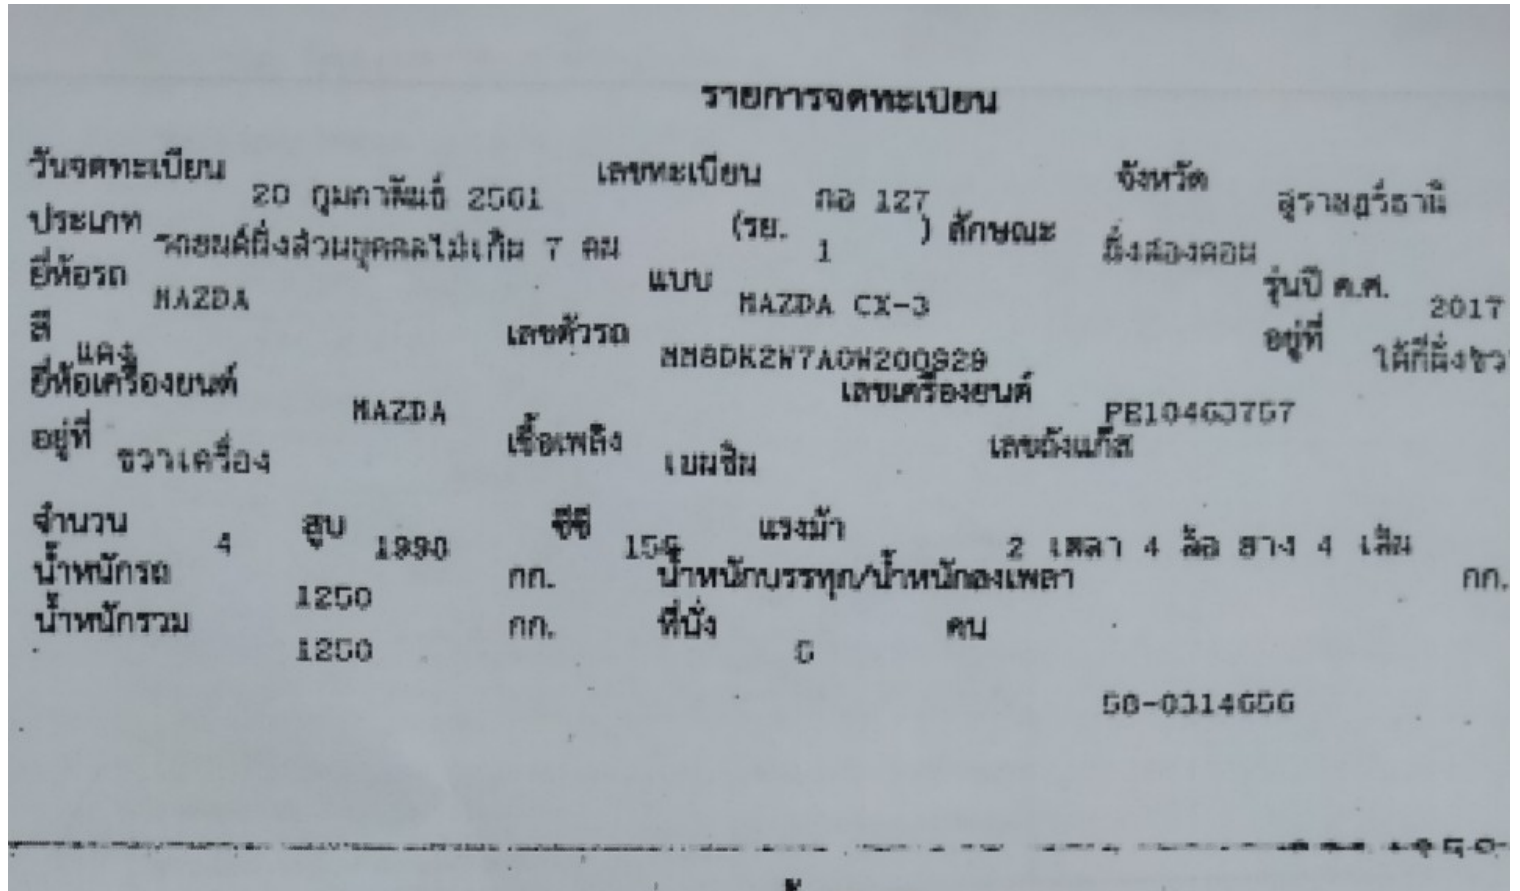 รายการจดทะเบียน
วันจดทะเบียน 20 กุมภาพันธ์ 2561 เลขทะเบียน กอ 127 จังหวัด สุราษฎร์ธานี
ประเภท รถยนต์นั่งส่วนบุคคลไม่เกิน 7 คน (รย. 1 ) ลักษณะ นั่งสองตอน
ยี่ห้อรถ MAZDA แบบ MAZDA CX-3 รุ่นปี ค.ศ. 2017
สี แดง เลขตัวรถ MM8DK2W7A0W200929 อยู่ที่ ใต้ที่นั่งขวา
ยี่ห้อเครื่องยนต์ MAZDA เลขเครื่องยนต์
อยู่ที่ ขวาเครื่อง เชื้อเพลิง เบนซิน เลขถังแก๊ส
จำนวน 4 สูบ 1998 ซีซี 156 แรงม้า 2 เพลา 4 ล้อ ยาง 4 เส้น
น้ำหนักรถ 1250 กก. น้ำหนักบรรทุก/น้ำหนักลงเพลา กก.
น้ำหนักรวม 1250 กก. ที่นั่ง 5 คน